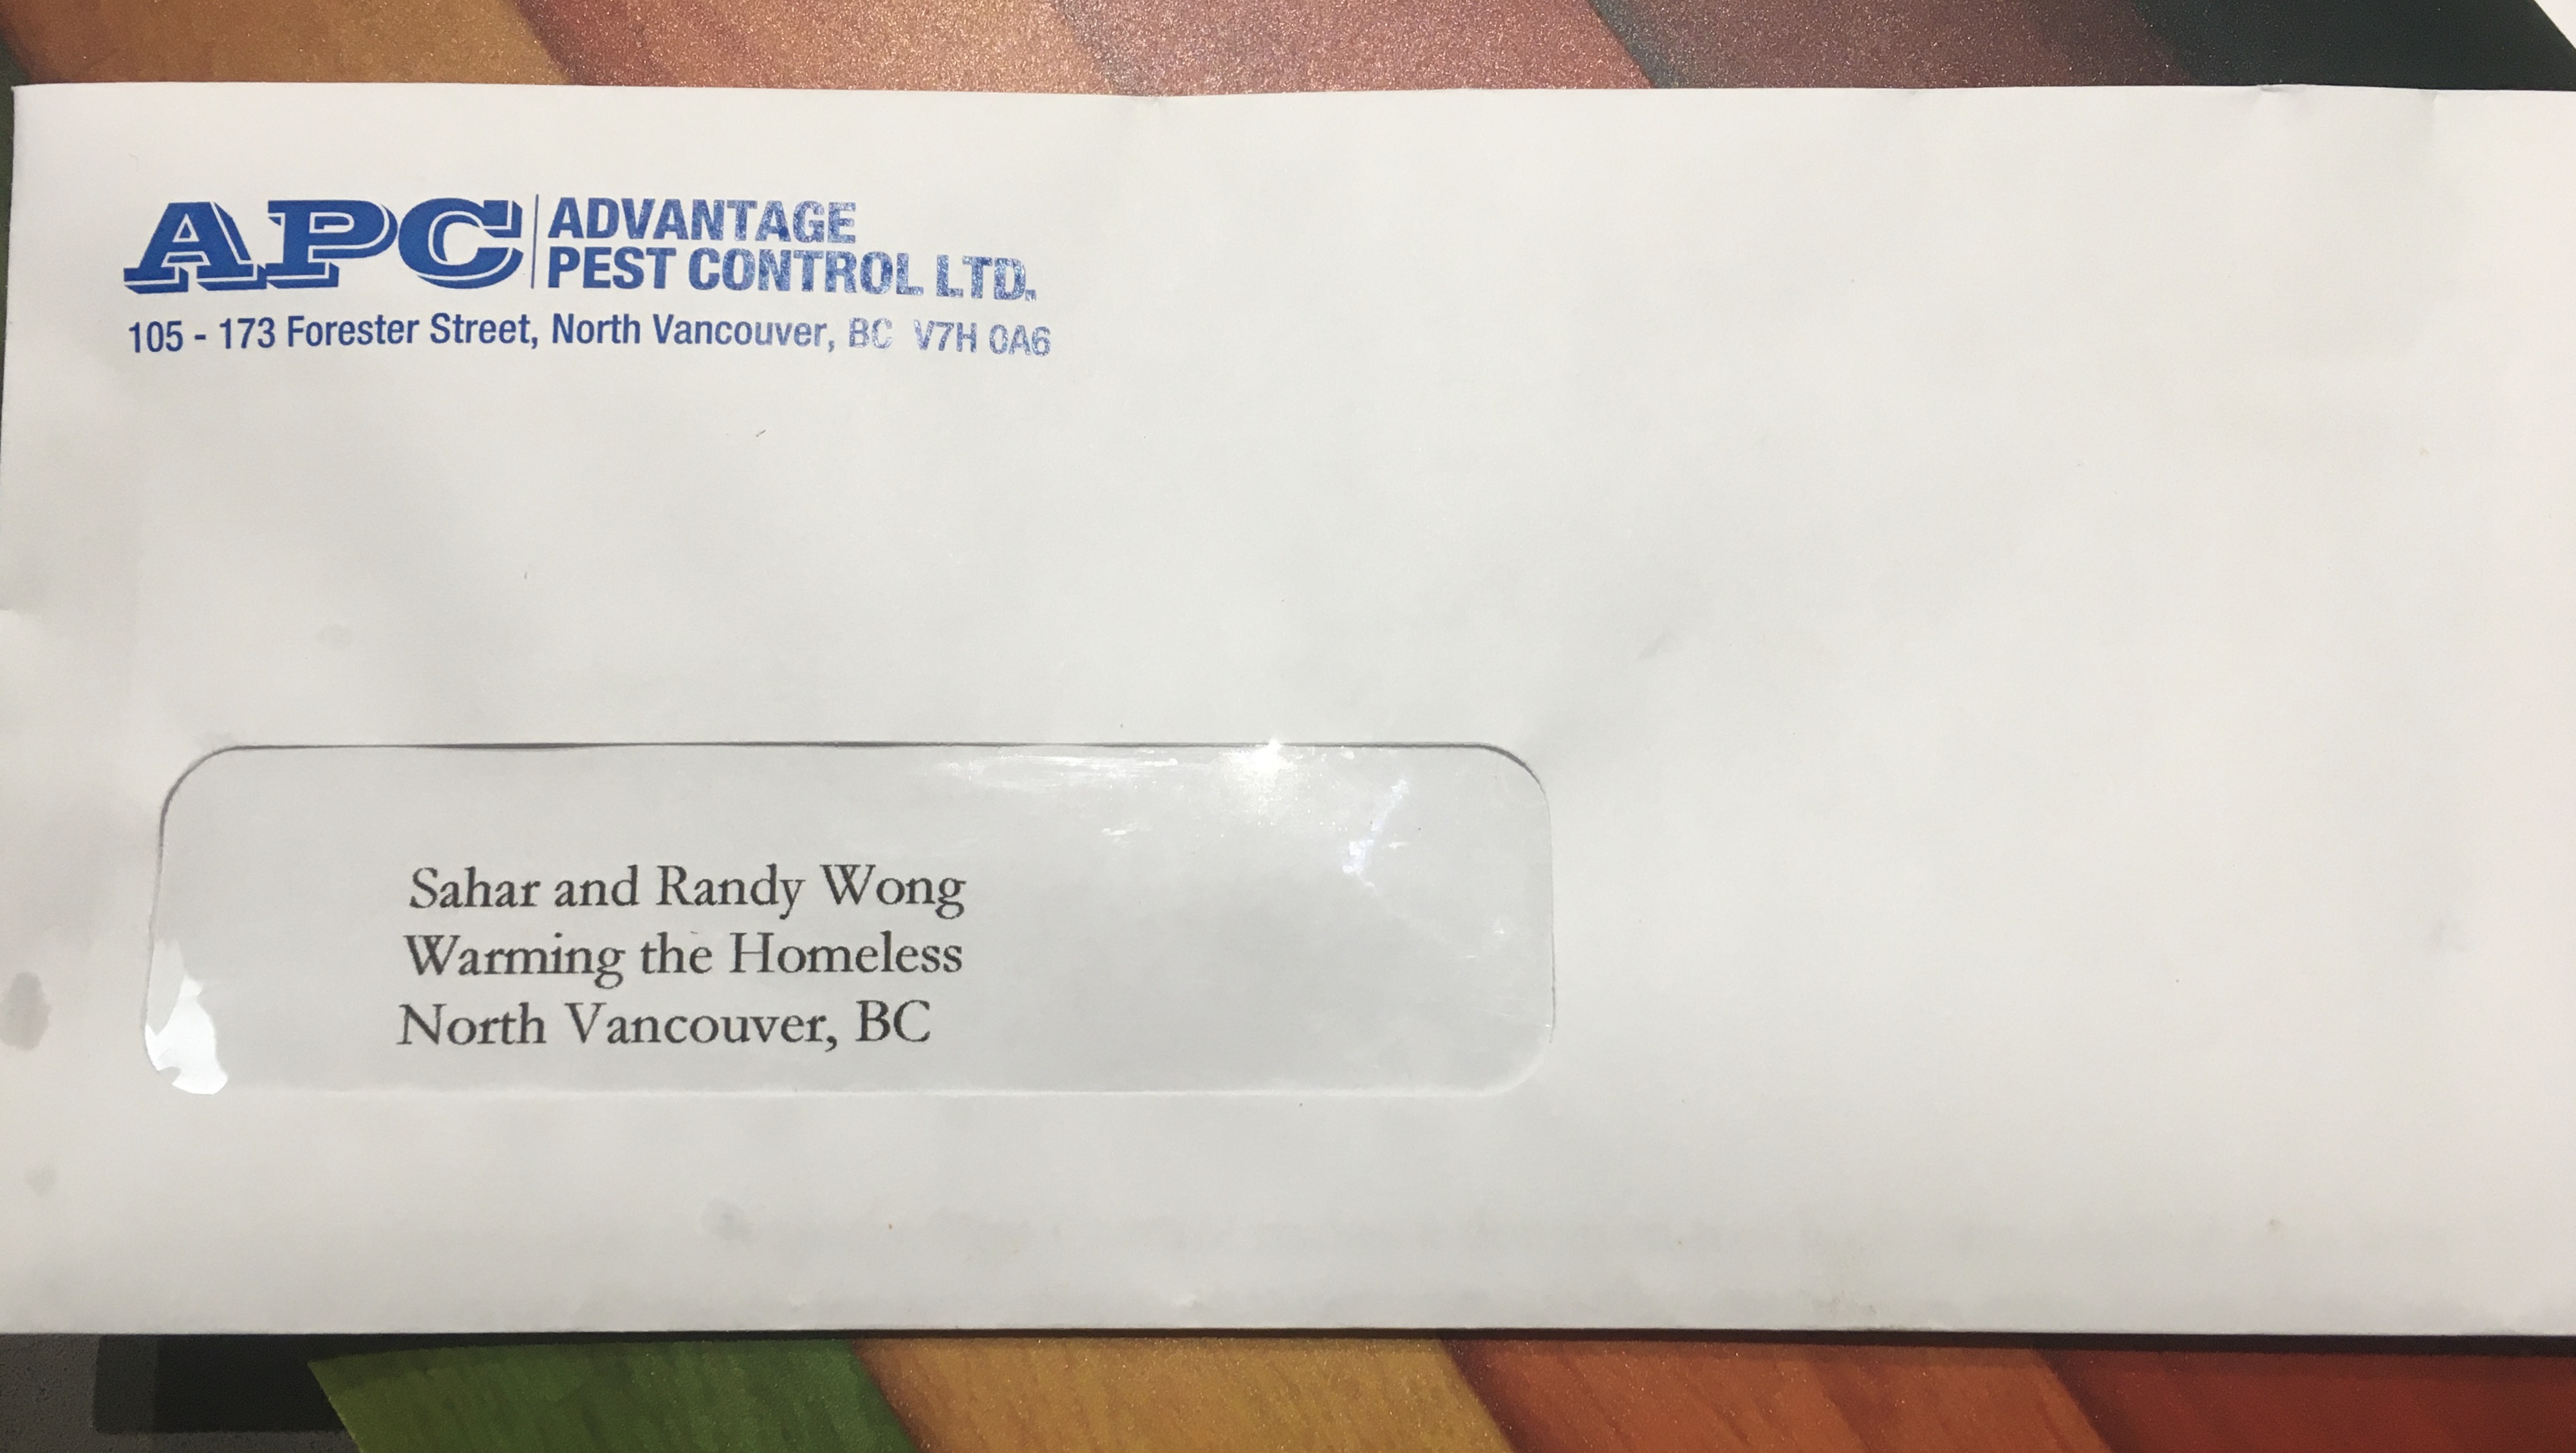 APC
ADVANTAGE
PEST CONTROL LTD.
105 - 173 Forester Street, North Vancouver, BC V7H 0A6
Sahar and Randy Wong
Warming the Homeless
North Vancouver, BC